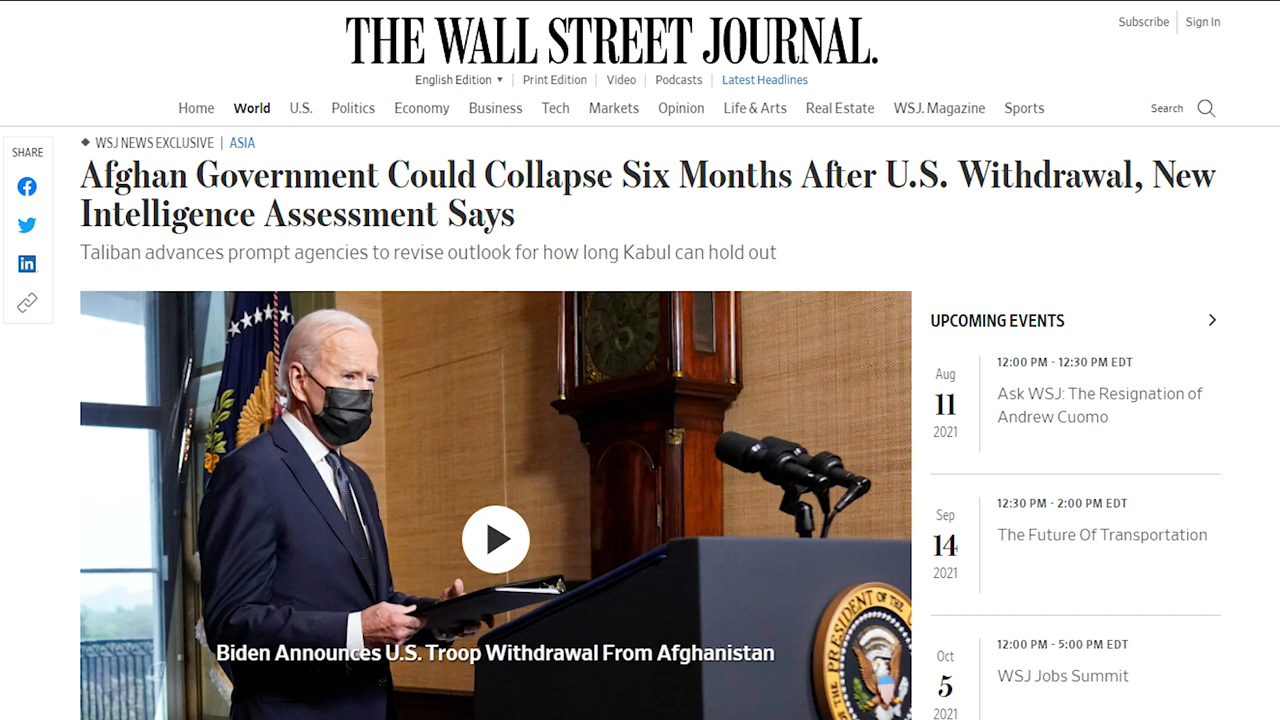 THE WALL STREET JOURNAL.
Subscribe Sign In
English Edition Print Edition Video Podcasts Latest Headlines
Home World U.S. Politics Economy Business Tech Markets Opinion Life & Arts Real Estate WSJ. Magazine Sports Search
SHARE
WSJ NEWS EXCLUSIVE | ASIA
Afghan Government Could Collapse Six Months After U.S. Withdrawal, New
Intelligence Assessment Says
Taliban advances prompt agencies to revise outlook for how long Kabul can hold out
in
Biden Announces U.S. Troop Withdrawal From Afghanistan
PRESIDENT OF THE
UPCOMING EVENTS
Aug
11
2021
12:00 PM - 12:30 PM EDT
Ask WSJ: The Resignation of
Andrew Cuomo
Sep
14
2021
12:30 PM - 2:00 PM EDT
The Future Of Transportation
Oct
5
2021
12:00 PM - 5:00 PM EDT
WSJ Jobs Summit